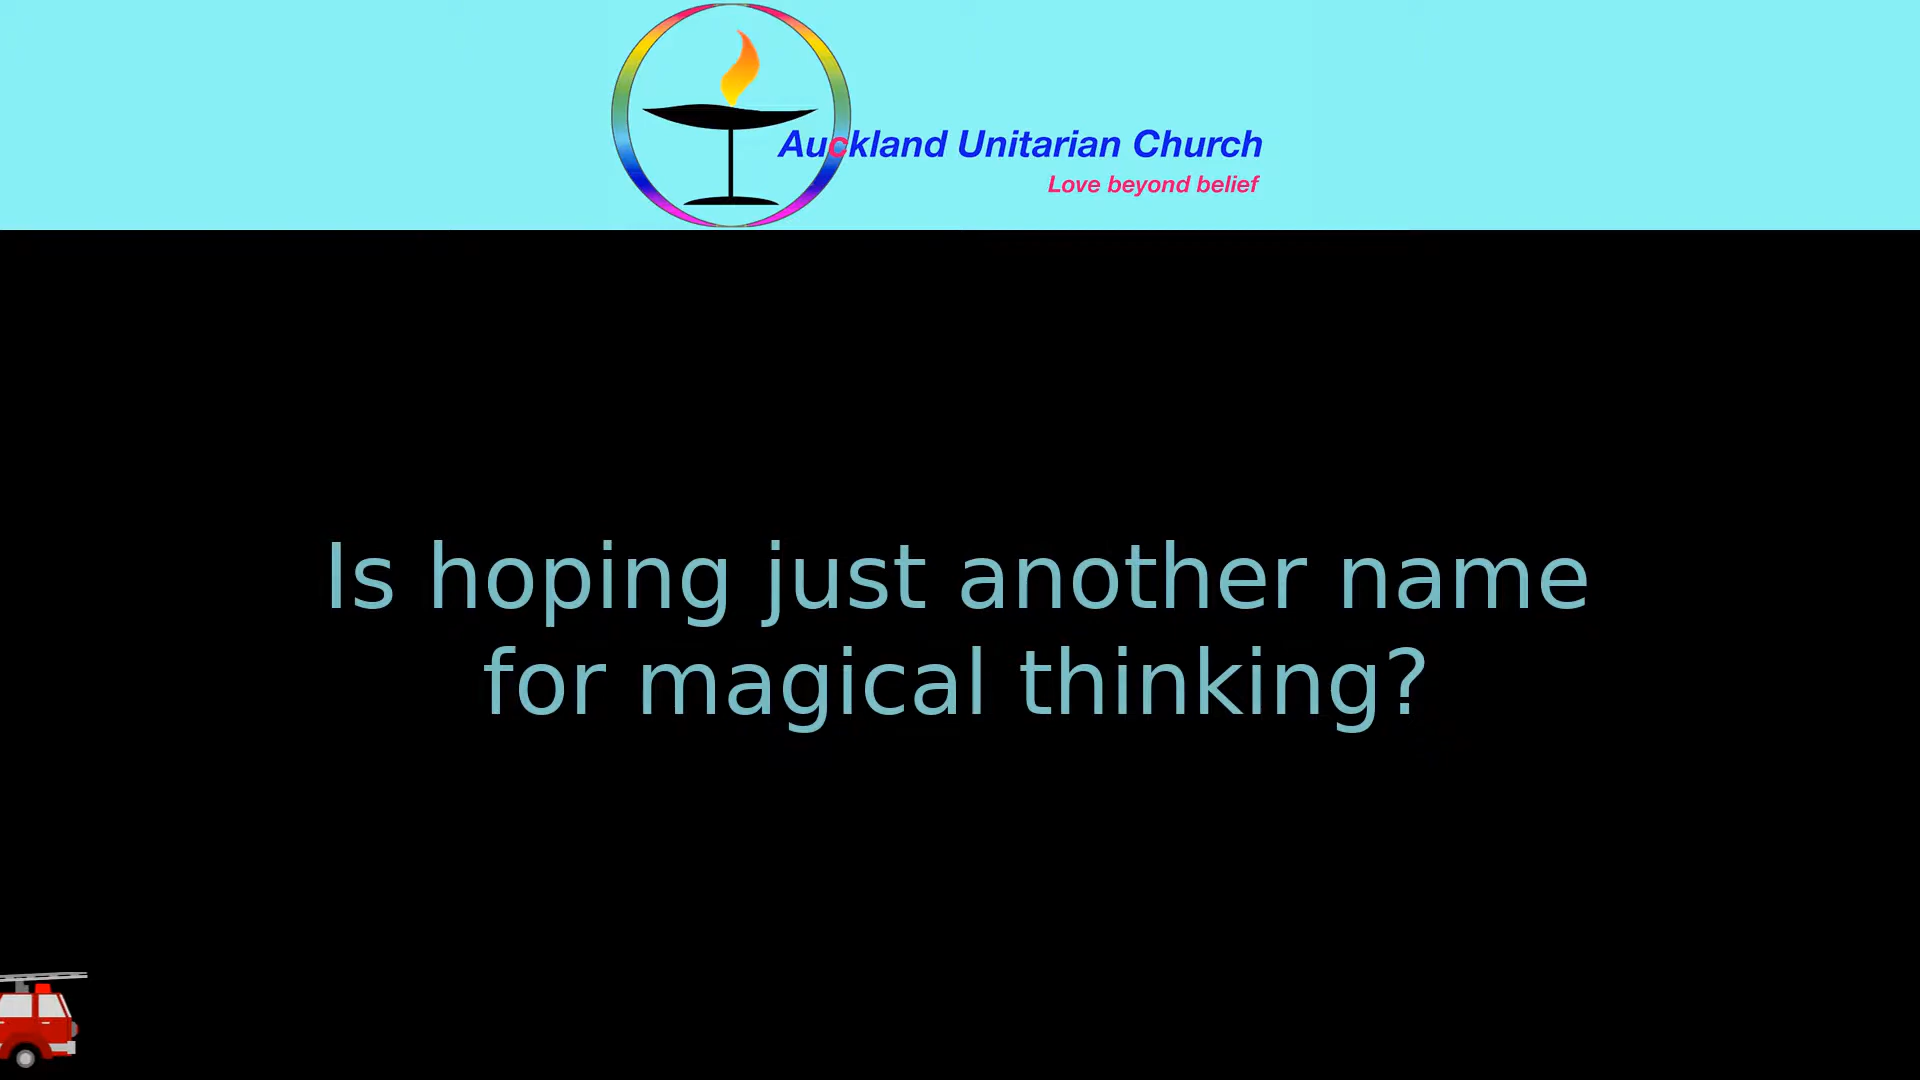 Auckland Unitarian Church
Love beyond belief
Is hoping just another name
for magical thinking?